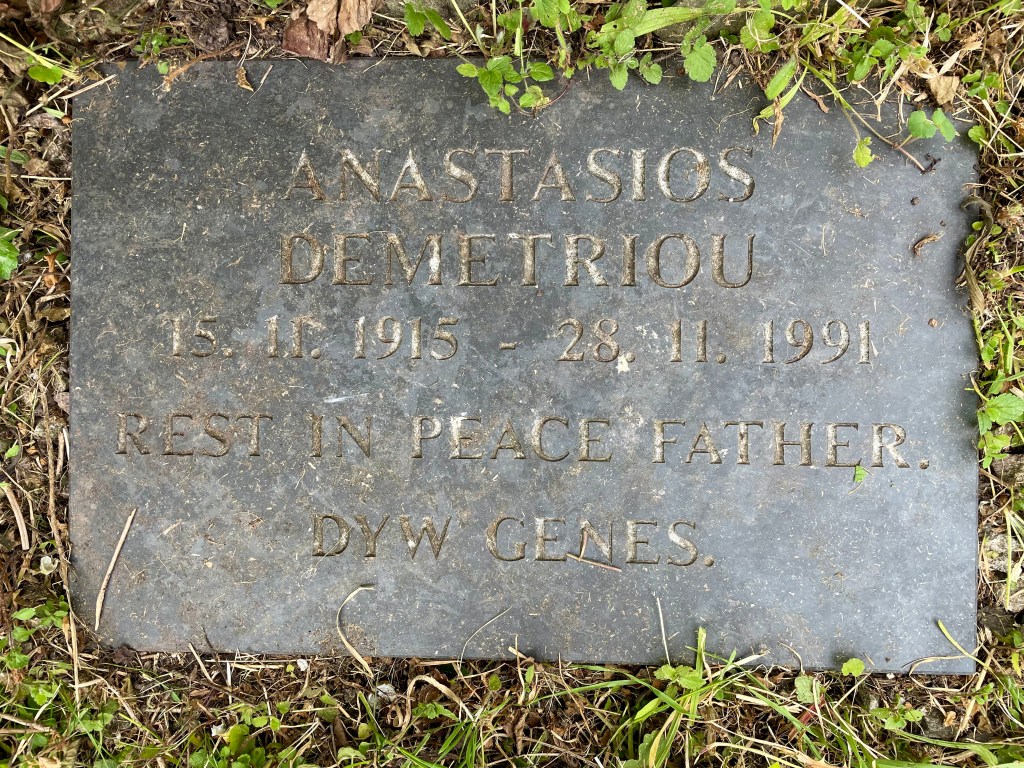 ANASTASIOS
DEMETRIOU
15. 11. 1915 - 28. 11. 1991
REST IN PEACE FATHER.
DYW GENES.